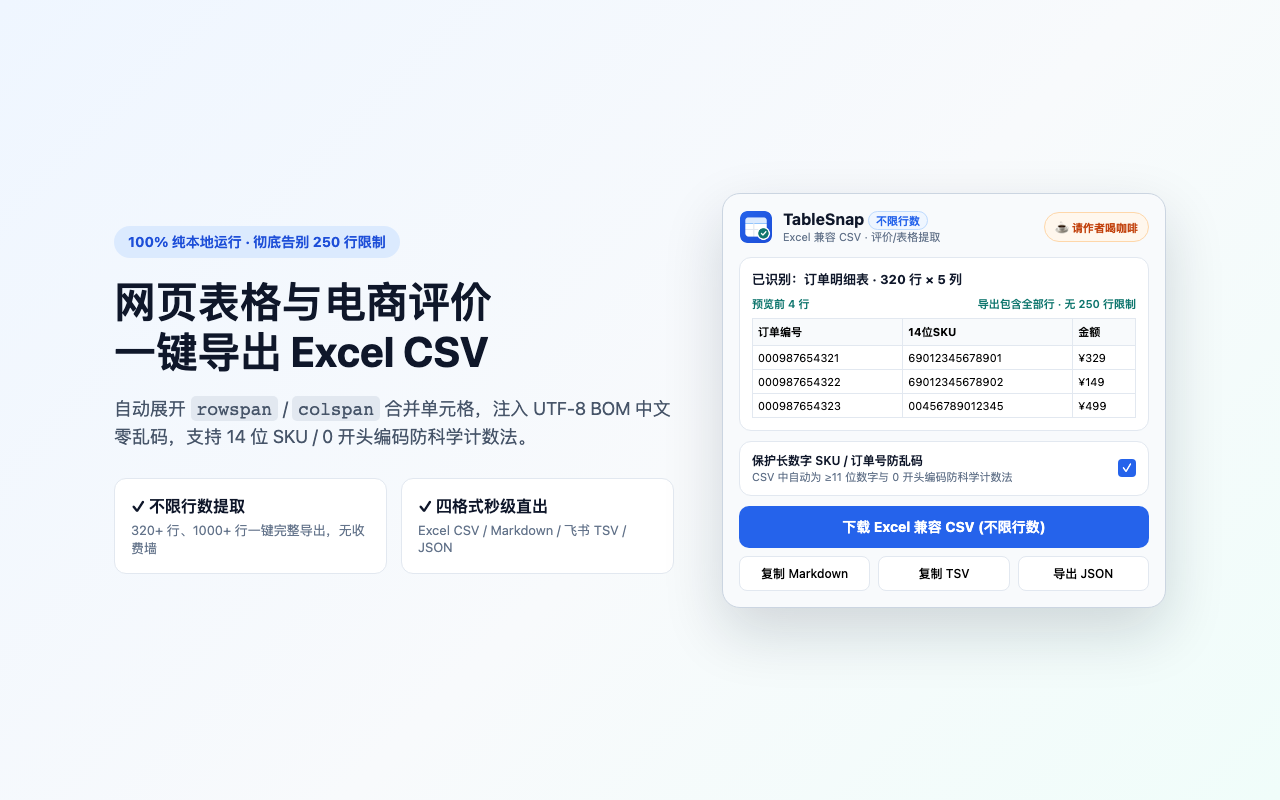 100% 纯本地运行 · 彻底告别 250 行限制
网页表格与电商评价
一键导出 Excel CSV
自动展开 rowspan / colspan 合并单元格，注入 UTF-8 BOM 中文
零乱码，支持 14 位 SKU / 0 开头编码防科学计数法。
✓ 不限行数提取
320+ 行、1000+ 行一键完整导出，无收
费墙
✓ 四格式秒级直出
Excel CSV / Markdown / 飞书 TSV /
JSON
TableSnap 不限行数
Excel 兼容 CSV · 评价/表格提取
☕ 请作者喝咖啡
已识别：订单明细表 · 320 行 × 5 列
预览前 4 行 导出包含全部行 · 无 250 行限制
订单编号 14位SKU 金额
000987654321 69012345678901 ¥329
000987654322 69012345678902 ¥149
000987654323 00456789012345 ¥499
保护长数字 SKU / 订单号防乱码
CSV 中自动为 ≥11 位数字与 0 开头编码防科学计数法
下载 Excel 兼容 CSV (不限行数)
复制 Markdown 复制 TSV 导出 JSON